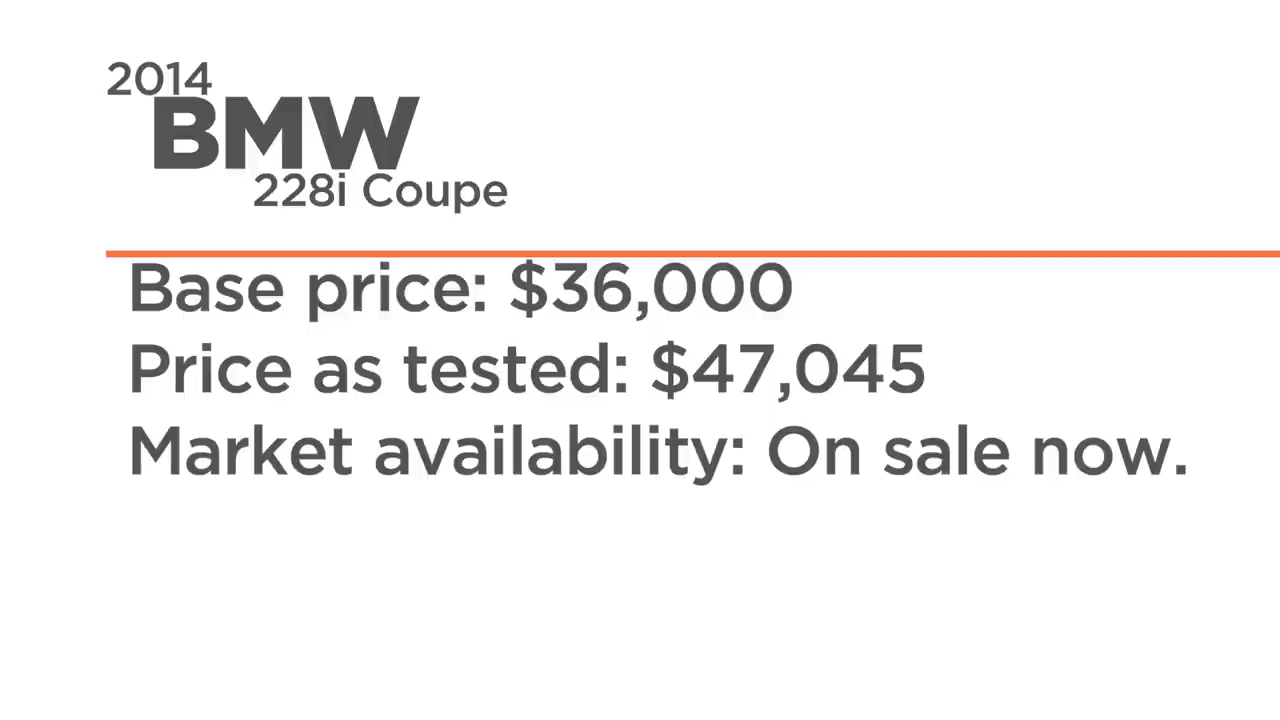 2014
BMW
228i Coupe
Base price: $36,000
Price as tested: $47,045
Market availability: On sale now.